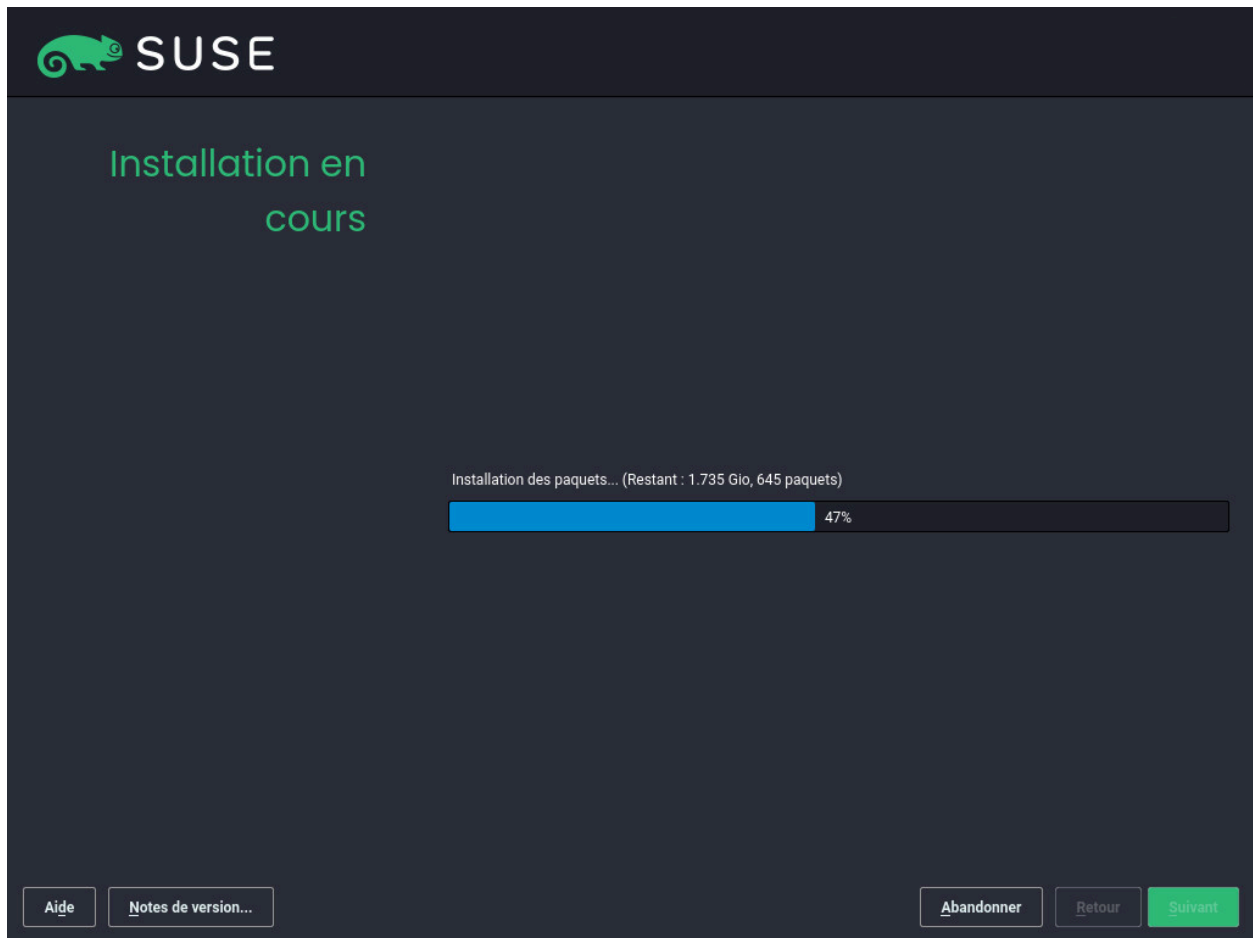 SUSE
Installation en
cours
Installation des paquets... (Restant : 1.735 Gio, 645 paquets)
47%
Aide
Notes de version...
Abandonner
Retour
Suivant